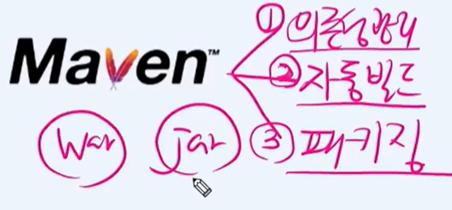 Maven™
① 의존성관리
② 자동빌드
③ 패키징
war
jar